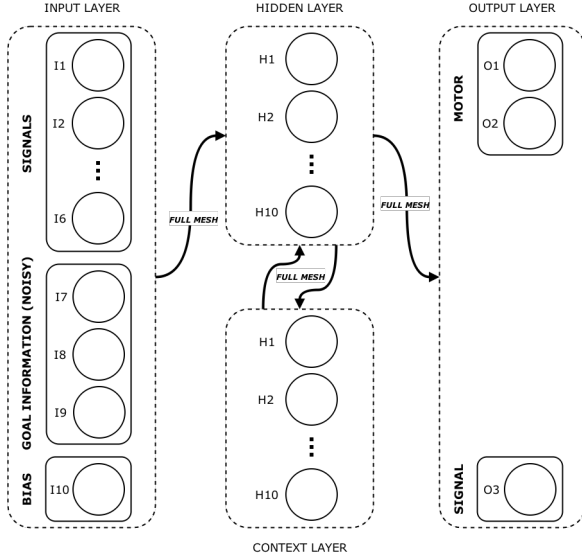 INPUT LAYER
HIDDEN LAYER
OUTPUT LAYER
SIGNALS
I1
I2
I6
GOAL INFORMATION (NOISY)
I7
I8
I9
BIAS
I10
FULL MESH
H1
H2
H10
FULL MESH
H1
H2
H10
CONTEXT LAYER
FULL MESH
MOTOR
O1
O2
SIGNAL
O3